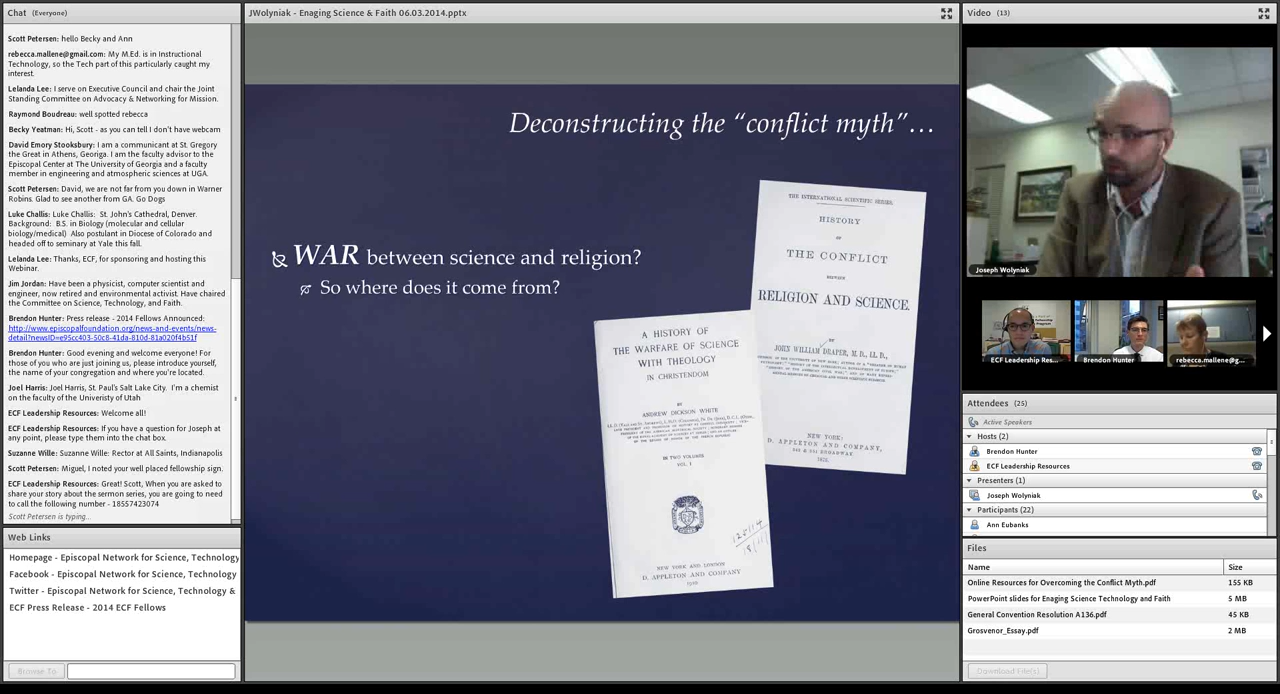 Chat (Everyone)
Scott Petersen: hello Becky and Ann
rebecca.mallene@gmail.com: My M.Ed. is in Instructional
Technology, so the Tech part of this particularly caught my
interest.
Lelanda Lee: I serve on Executive Council and chair the Joint
Standing Committee on Advocacy & Networking for Mission.
Raymond Boudreau: well spotted rebecca
Becky Yeatman: Hi, Scott - as you can tell I don't have webcam
David Emory Stooksbury: I am a communicant at St. Gregory
the Great in Athens, Georiga. I am the faculty advisor to the
Episcopal Center at The University of Georgia and a faculty
member in engineering and atmospheric sciences at UGA.
Scott Petersen: David, we are not far from you down in Warner
Robins. Glad to see another from GA. Go Dogs
Luke Challis: Luke Challis: St. John's Cathedral, Denver.
Background: B.S. in Biology (molecular and cellular
biology/medical) Also postulant in Diocese of Colorado and
headed off to seminary at Yale this fall.
Lelanda Lee: Thanks, ECF, for sponsoring and hosting this
Webinar.
Jim Jordan: Have been a physicist, computer scientist and
engineer, now retired and environmental activist. Have chaired
the Committee on Science, Technology, and Faith.
Brendon Hunter: Press release - 2014 Fellows Announced:
http://www.episcopalfoundation.org/news-and-events/news-
detail?newsID=e95cc403-50c8-41da-810d-81a020f4b51f
Brendon Hunter: Good evening and welcome everyone! For
those of you who are just joining us, please introduce yourself,
the name of your congregation and where you're located.
Joel Harris: Joel Harris, St. Paul's Salt Lake City I'm a chemist
on the faculty of the Univeristy of Utah
ECF Leadership Resources: Welcome all!
ECF Leadership Resources: If you have a question for Joseph at
any point, please type them into the chat box.
Suzanne Wille: Suzanne Wille: Rector at All Saints, Indianapolis
Scott Petersen: Miguel, I noted your well placed fellowship sign.
ECF Leadership Resources: Great! Scott, When you are asked to
share your story about the sermon series, you are going to need
to call the following number - 18557423074
Scott Petersen is typing...
Web Links
Homepage - Episcopal Network for Science, Technology
Facebook - Episcopal Network for Science, Technology
Twitter - Episcopal Network for Science, Technology &
ECF Press Release - 2014 ECF Fellows
Browse To
JWolyniak - Enaging Science & Faith 06.03.2014.pptx
Deconstructing the “conflict myth”…
WAR between science and religion?
So where does it come from?
THE INTERNATIONAL SCIENTIFIC SERIES.
HISTORY
OF
THE CONFLICT
BETWEEN
RELIGION AND SCIENCE.
BY
JOHN WILLIAM DRAPER, M.D., LL.D.,
NEW YORK:
D. APPLETON AND COMPANY,
A HISTORY OF
THE WARFARE OF SCIENCE
WITH THEOLOGY
IN CHRISTENDOM
BY
ANDREW DICKSON WHITE
IN TWO VOLUMES
VOL. I
NEW YORK AND LONDON
D. APPLETON AND COMPANY
Video (13)
Joseph Wolyniak
ECF Leadership Res...
Brendon Hunter
rebecca.mallene@g...
Attendees (25)
Active Speakers
Hosts (2)
Brendon Hunter
ECF Leadership Resources
Presenters (1)
Joseph Wolyniak
Participants (22)
Ann Eubanks
Files
Name Size
Online Resources for Overcoming the Conflict Myth.pdf 155 KB
PowerPoint slides for Enaging Science Technology and Faith 5 MB
General Convention Resolution A136.pdf 45 KB
Grosvenor_Essay.pdf 2 MB
Download File(s)